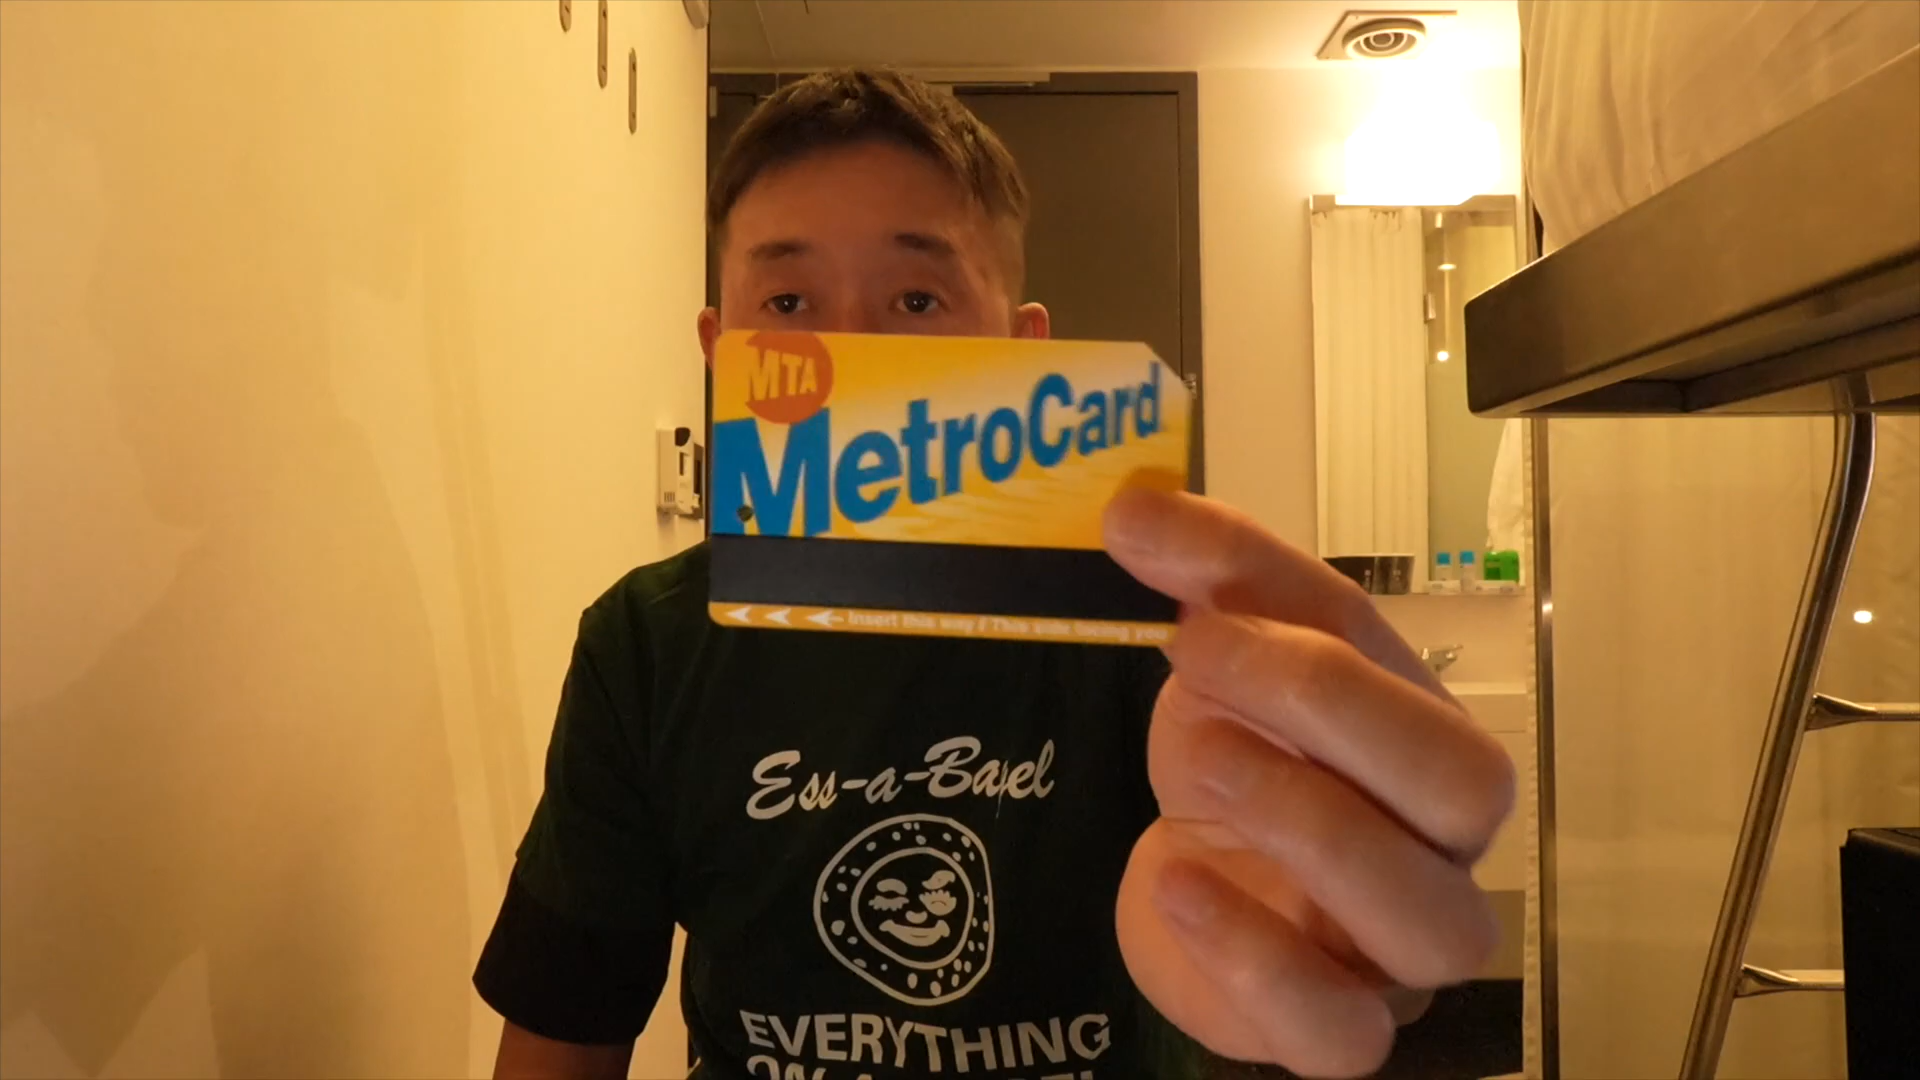 MTA
MetroCard
Insert this way / This side facing you
Ess-a-Bagel
EVERYTHING